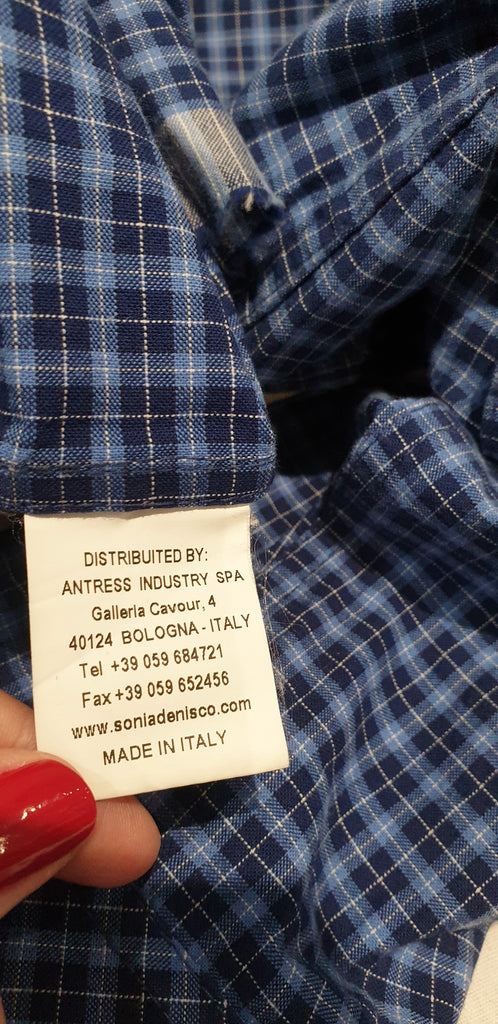 DISTRIBUITED BY:
ANTRESS INDUSTRY SPA
Galleria Cavour, 4
40124 BOLOGNA - ITALY
Tel +39 059 684721
Fax +39 059 652456
www.soniadenisco.com
MADE IN ITALY